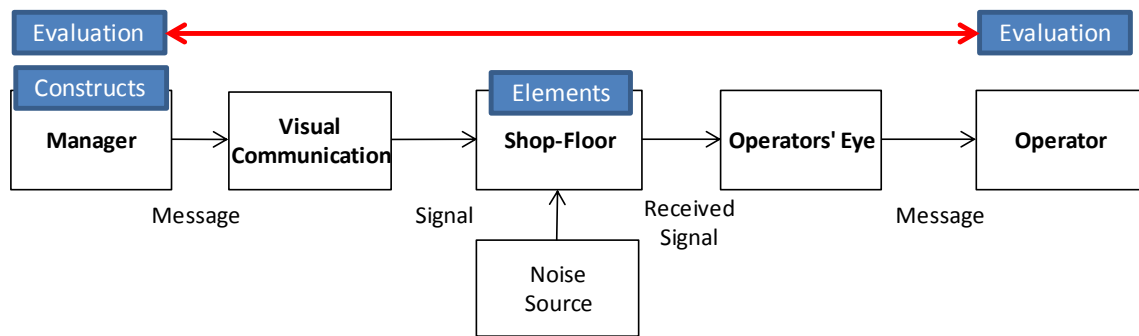 Evaluation
Evaluation
Constructs
Elements
Manager
Visual
Communication
Shop-Floor
Operators' Eye
Operator
Message
Signal
Received
Signal
Message
Noise
Source